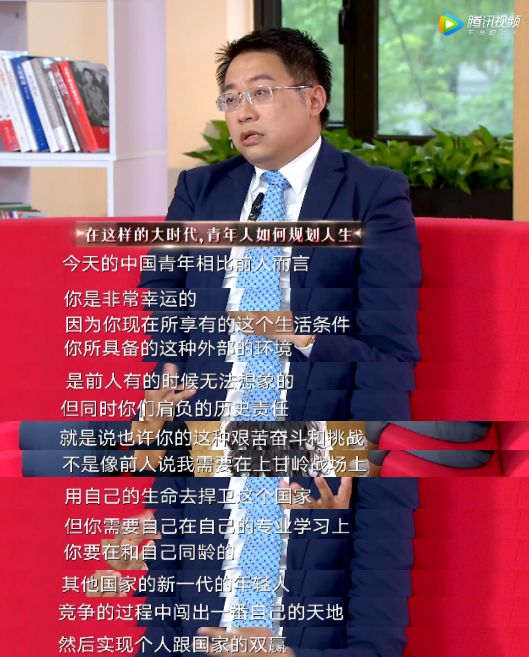 腾讯视频
在这样的大时代,青年人如何规划人生
今天的中国青年相比前人而言
你是非常幸运的
因为你现在所享有的这个生活条件
你所具备的这种外部的环境
是前人有的时候无法想家的
但同时你们肩负的历史责任
就是说也许你的这种艰苦奋斗和挑战
不是像前人说我需要在上甘岭战场上
用自己的生命去捍卫这个国家
但你需要自己在自己的专业学习上
你要在和自己同龄的
其他国家的新一代的年轻人
竞争的过程中闯出一番自己的天地
然后实现个人跟国家的双赢